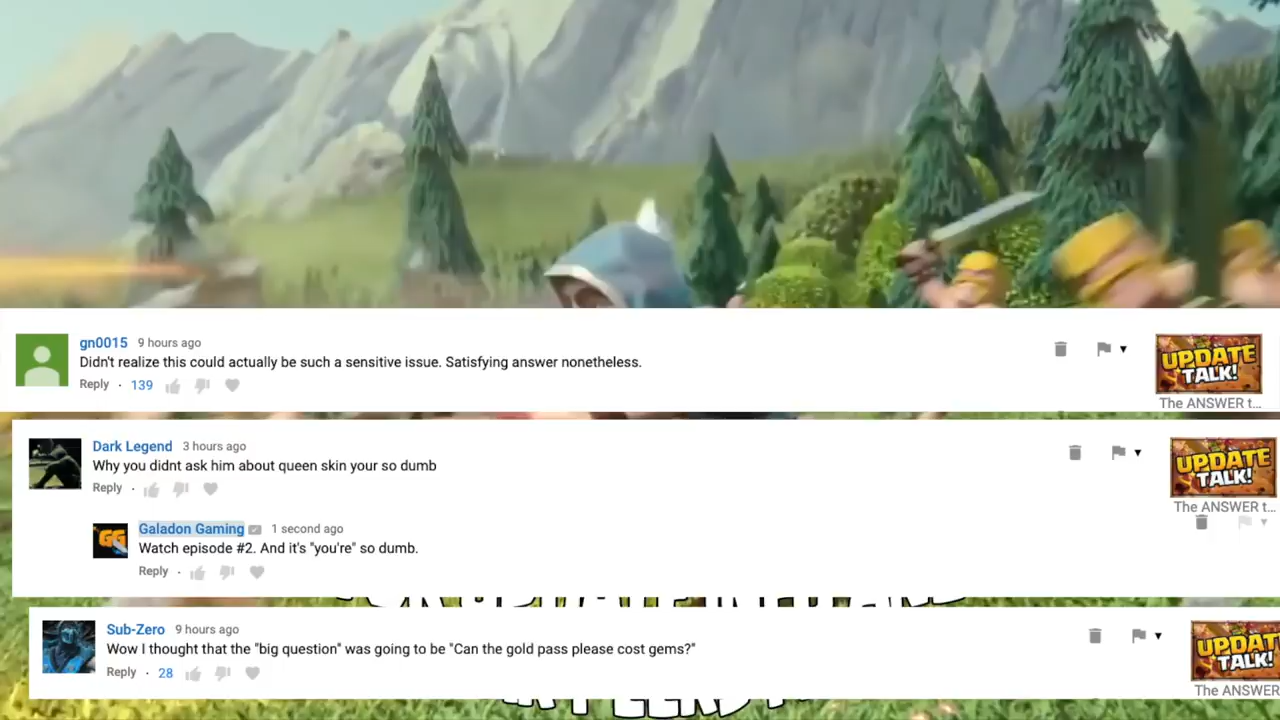 gn0015 9 hours ago
Didn't realize this could actually be such a sensitive issue. Satisfying answer nonetheless.
Reply · 139
UPDATE
TALK!
The ANSWER t...
Dark Legend 3 hours ago
Why you didnt ask him about queen skin your so dumb
Reply ·
UPDATE
TALK!
The ANSWER t...
Galadon Gaming 1 second ago
GG
Watch episode #2. And it's "you're" so dumb.
Reply ·
Sub-Zero 9 hours ago
Wow I thought that the "big question" was going to be "Can the gold pass please cost gems?"
Reply · 28
UPDAT
TALK!
The ANSWER